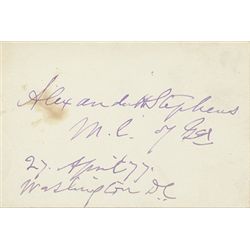 Alexander H Stephens
M. C. of Ga
27. April 77.
Washington D.C.